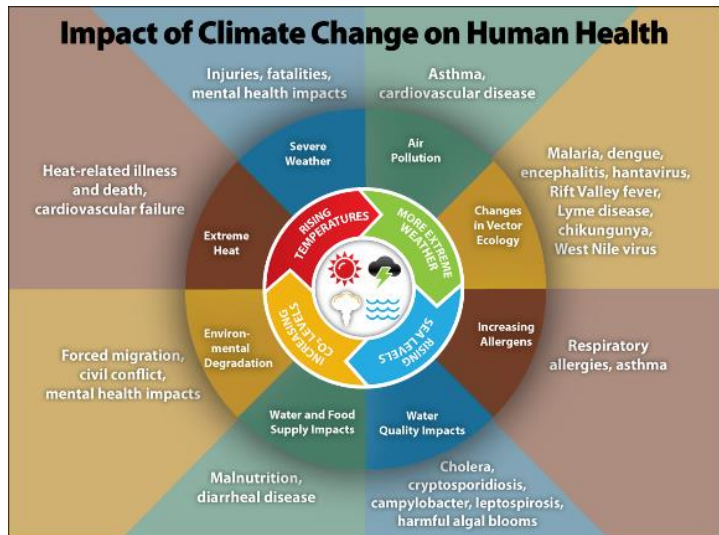 Impact of Climate Change on Human Health
Injuries, fatalities,
mental health impacts
Asthma,
cardiovascular disease
Severe
Weather
Air
Pollution
Heat-related illness
and death,
cardiovascular failure
Malaria, dengue,
encephalitis, hantavirus,
Rift Valley fever,
Lyme disease,
chikungunya,
West Nile virus
Extreme
Heat
RISING
TEMPERATURES
MORE EXTREME
WEATHER
Changes
in Vector
Ecology
Environ-
mental
Degradation
INCREASING
CO₂ LEVELS
RISING
SEA LEVELS
Increasing
Allergens
Forced migration,
civil conflict,
mental health impacts
Respiratory
allergies, asthma
Water and Food
Supply Impacts
Water
Quality Impacts
Malnutrition,
diarrheal disease
Cholera,
cryptosporidiosis,
campylobacter, leptospirosis,
harmful algal blooms